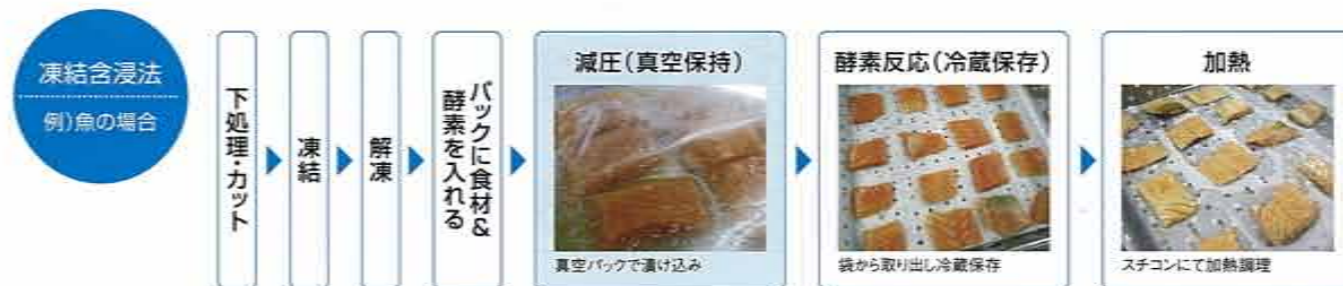 凍結含浸法
例)魚の場合
下処理・カット
凍結
解凍
パックに食材&
酵素を入れる
減圧(真空保持)
真空パックで漬け込み
酵素反応(冷蔵保存)
袋から取り出し冷蔵保存
加熱
スチコンにて加熱調理